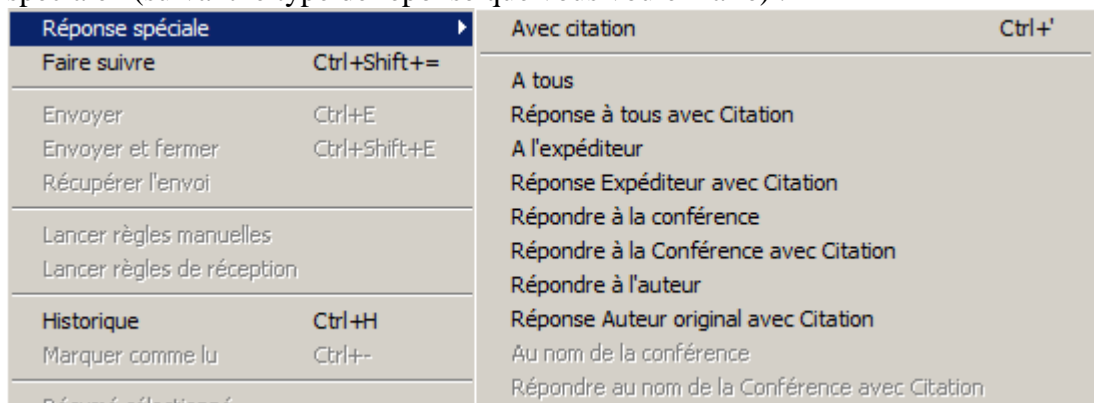 Réponse spéciale
Faire suivre Ctrl+Shift+=
Envoyer Ctrl+E
Envoyer et fermer Ctrl+Shift+E
Récupérer l'envoi
Lancer règles manuelles
Lancer règles de réception
Historique Ctrl+H
Marquer comme lu Ctrl+-
Avec citation Ctrl+'
A tous
Réponse à tous avec Citation
A l'expéditeur
Réponse Expéditeur avec Citation
Répondre à la conférence
Répondre à la Conférence avec Citation
Répondre à l'auteur
Réponse Auteur original avec Citation
Au nom de la conférence
Répondre au nom de la Conférence avec Citation